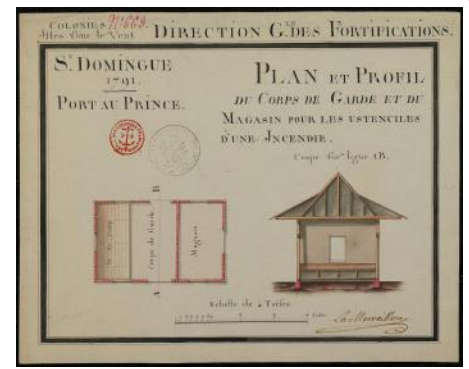 COLONIES N° 663. DIRECTION G.LE DES FORTIFICATIONS.
Isles sous le Vent
ST. DOMINGUE
1791.
PORT AU PRINCE.
PLAN ET PROFIL
DU CORPS DE GARDE ET DU
MAGASIN POUR LES USTENCILES
D'UNE INCENDIE.
Coupe sur la ligne AB.
B
Corps de Garde
Magasin
A
Echelle de 4 Toises.